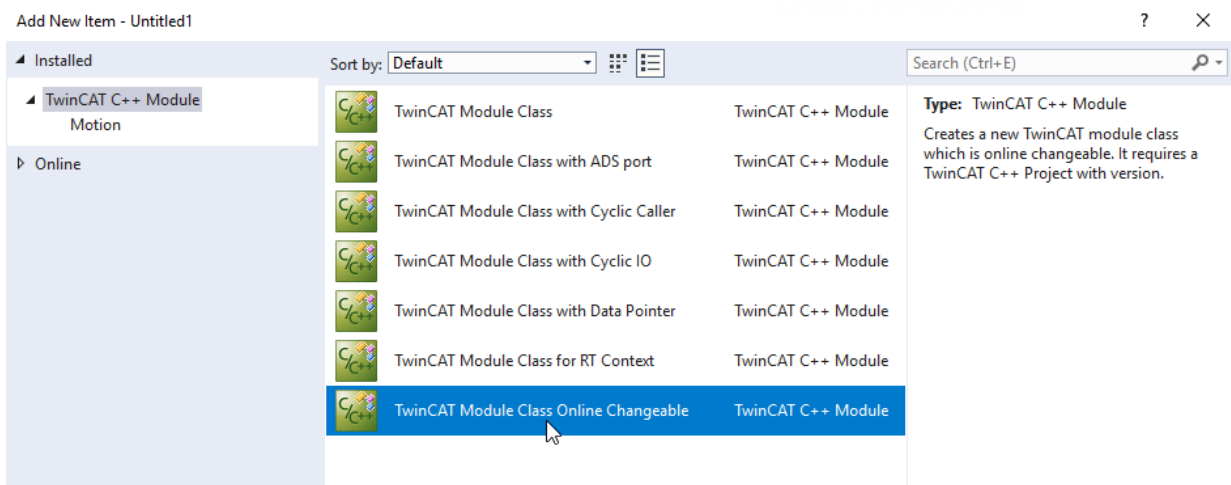 Add New Item - Untitled1
? ×
Installed
TwinCAT C++ Module
Motion
Online
Sort by: Default
Search (Ctrl+E)
TwinCAT Module Class TwinCAT C++ Module
TwinCAT Module Class with ADS port TwinCAT C++ Module
TwinCAT Module Class with Cyclic Caller TwinCAT C++ Module
TwinCAT Module Class with Cyclic IO TwinCAT C++ Module
TwinCAT Module Class with Data Pointer TwinCAT C++ Module
TwinCAT Module Class for RT Context TwinCAT C++ Module
TwinCAT Module Class Online Changeable TwinCAT C++ Module
Type: TwinCAT C++ Module
Creates a new TwinCAT module class
which is online changeable. It requires a
TwinCAT C++ Project with version.